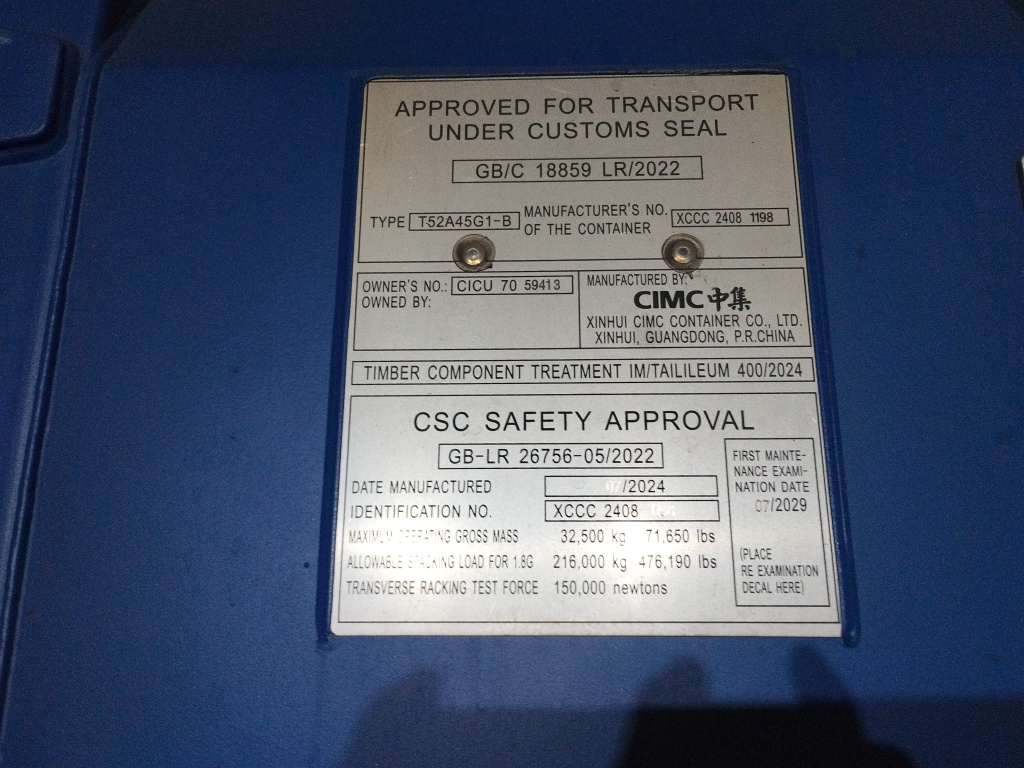 APPROVED FOR TRANSPORT
UNDER CUSTOMS SEAL
GB/C 18859 LR/2022
TYPE T52A45G1-B MANUFACTURER'S NO. OF THE CONTAINER XCCC 2408 1198
OWNER'S NO.: CICU 70 59413
OWNED BY:
MANUFACTURED BY:
CIMC中集
XINHUI CIMC CONTAINER CO., LTD.
XINHUI, GUANGDONG, P.R.CHINA
TIMBER COMPONENT TREATMENT IM/TAILILEUM 400/2024
CSC SAFETY APPROVAL
GB-LR 26756-05/2022
DATE MANUFACTURED 07/2024
IDENTIFICATION NO. XCCC 2408
MAXIMUM OPERATING GROSS MASS 32,500 kg 71,650 lbs
ALLOWABLE STACKING LOAD FOR 1.8G 216,000 kg 476,190 lbs
TRANSVERSE RACKING TEST FORCE 150,000 newtons
FIRST MAINTE-
NANCE EXAMI-
NATION DATE
07/2029
(PLACE
RE EXAMINATION
DECAL HERE)